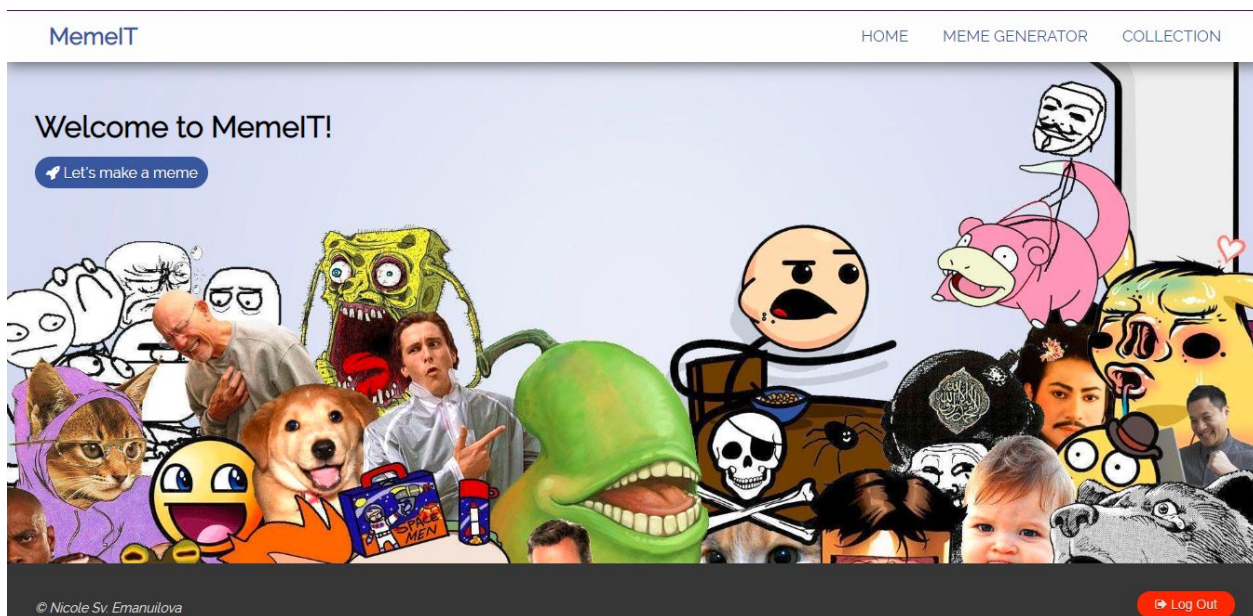 MemeIT
HOME MEME GENERATOR COLLECTION
Welcome to MemeIT!
Let's make a meme
SPACE
MEN
© Nicole Sv. Emanuilova
Log Out